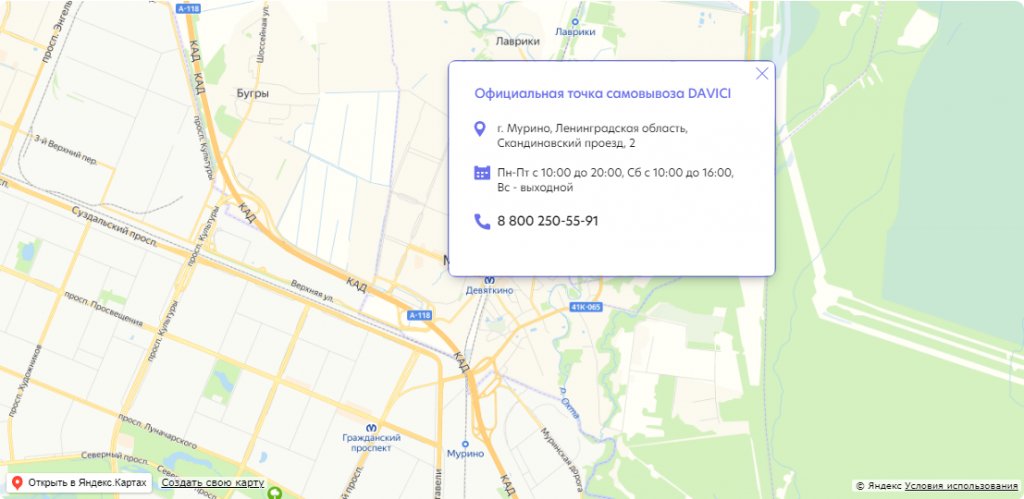 А-118
просп. Энгельса
Шоссейная ул.
КАД
КАД
Лаврики
Лаврики
Бугры
просп. Культуры
3-й Верхний пер.
Официальная точка самовывоза DAVICI
г. Мурино, Ленинградская область,
Скандинавский проезд, 2
Пн-Пт с 10:00 до 20:00, Сб с 10:00 до 16:00,
Вс - выходной
8 800 250-55-91
Суздальский просп.
просп. Культуры
КАД
М
Верхняя ул.
КАД
Девяткино
41К-065
А-118
просп. Просвещения
просп. Культуры
просп. Художников
КАД
р. Охта
просп. Луначарского
Гражданский
проспект
Муринская дорога
Северный просп.
Северный просп.
Мурино
КАД
Открыть в Яндекс.Картах
Создать свою карту
© Яндекс Условия использования